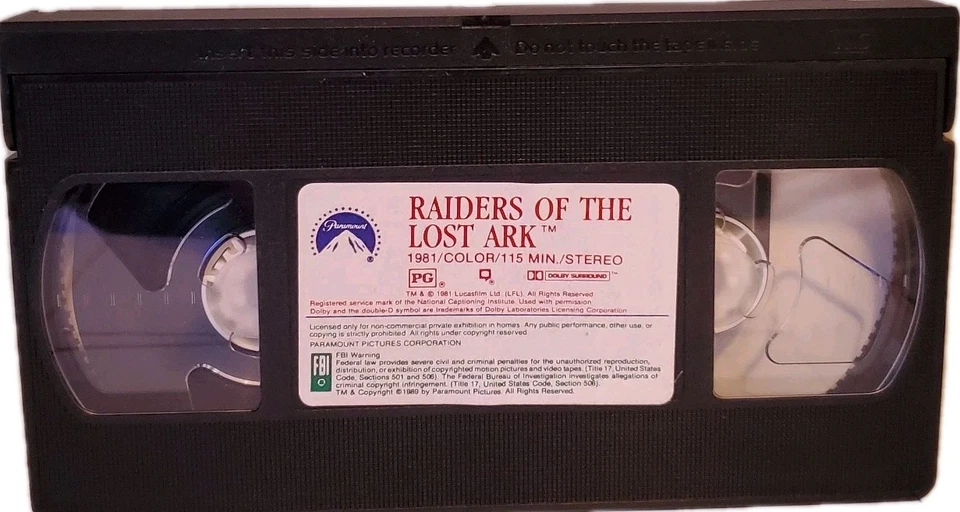 Insert this side into recorder Do not touch the tape inside
Paramount
®
RAIDERS OF THE
LOST ARK™
1981/COLOR/115 MIN./STEREO
PG ® ® DOLBY SURROUND™
TM & © 1981 Lucasfilm Ltd. (LFL). All Rights Reserved
Registered service mark of the National Captioning Institute. Used with permission
Dolby and the double-D symbol are trademarks of Dolby Laboratories Licensing Corporation
Licensed only for non-commercial private exhibition in homes. Any public performance, other use, or
copying is strictly prohibited. All rights under copyright reserved.
PARAMOUNT PICTURES CORPORATION
FBI
FBI Warning
Federal law provides severe civil and criminal penalties for the unauthorized reproduction,
distribution, or exhibition of copyrighted motion pictures and video tapes. (Title 17, United States
Code, Sections 501 and 506). The Federal Bureau of Investigation investigates allegations of
criminal copyright infringement. (Title 17, United States Code, Section 506).
TM & Copyright ©1989 by Paramount Pictures. All Rights Reserved.